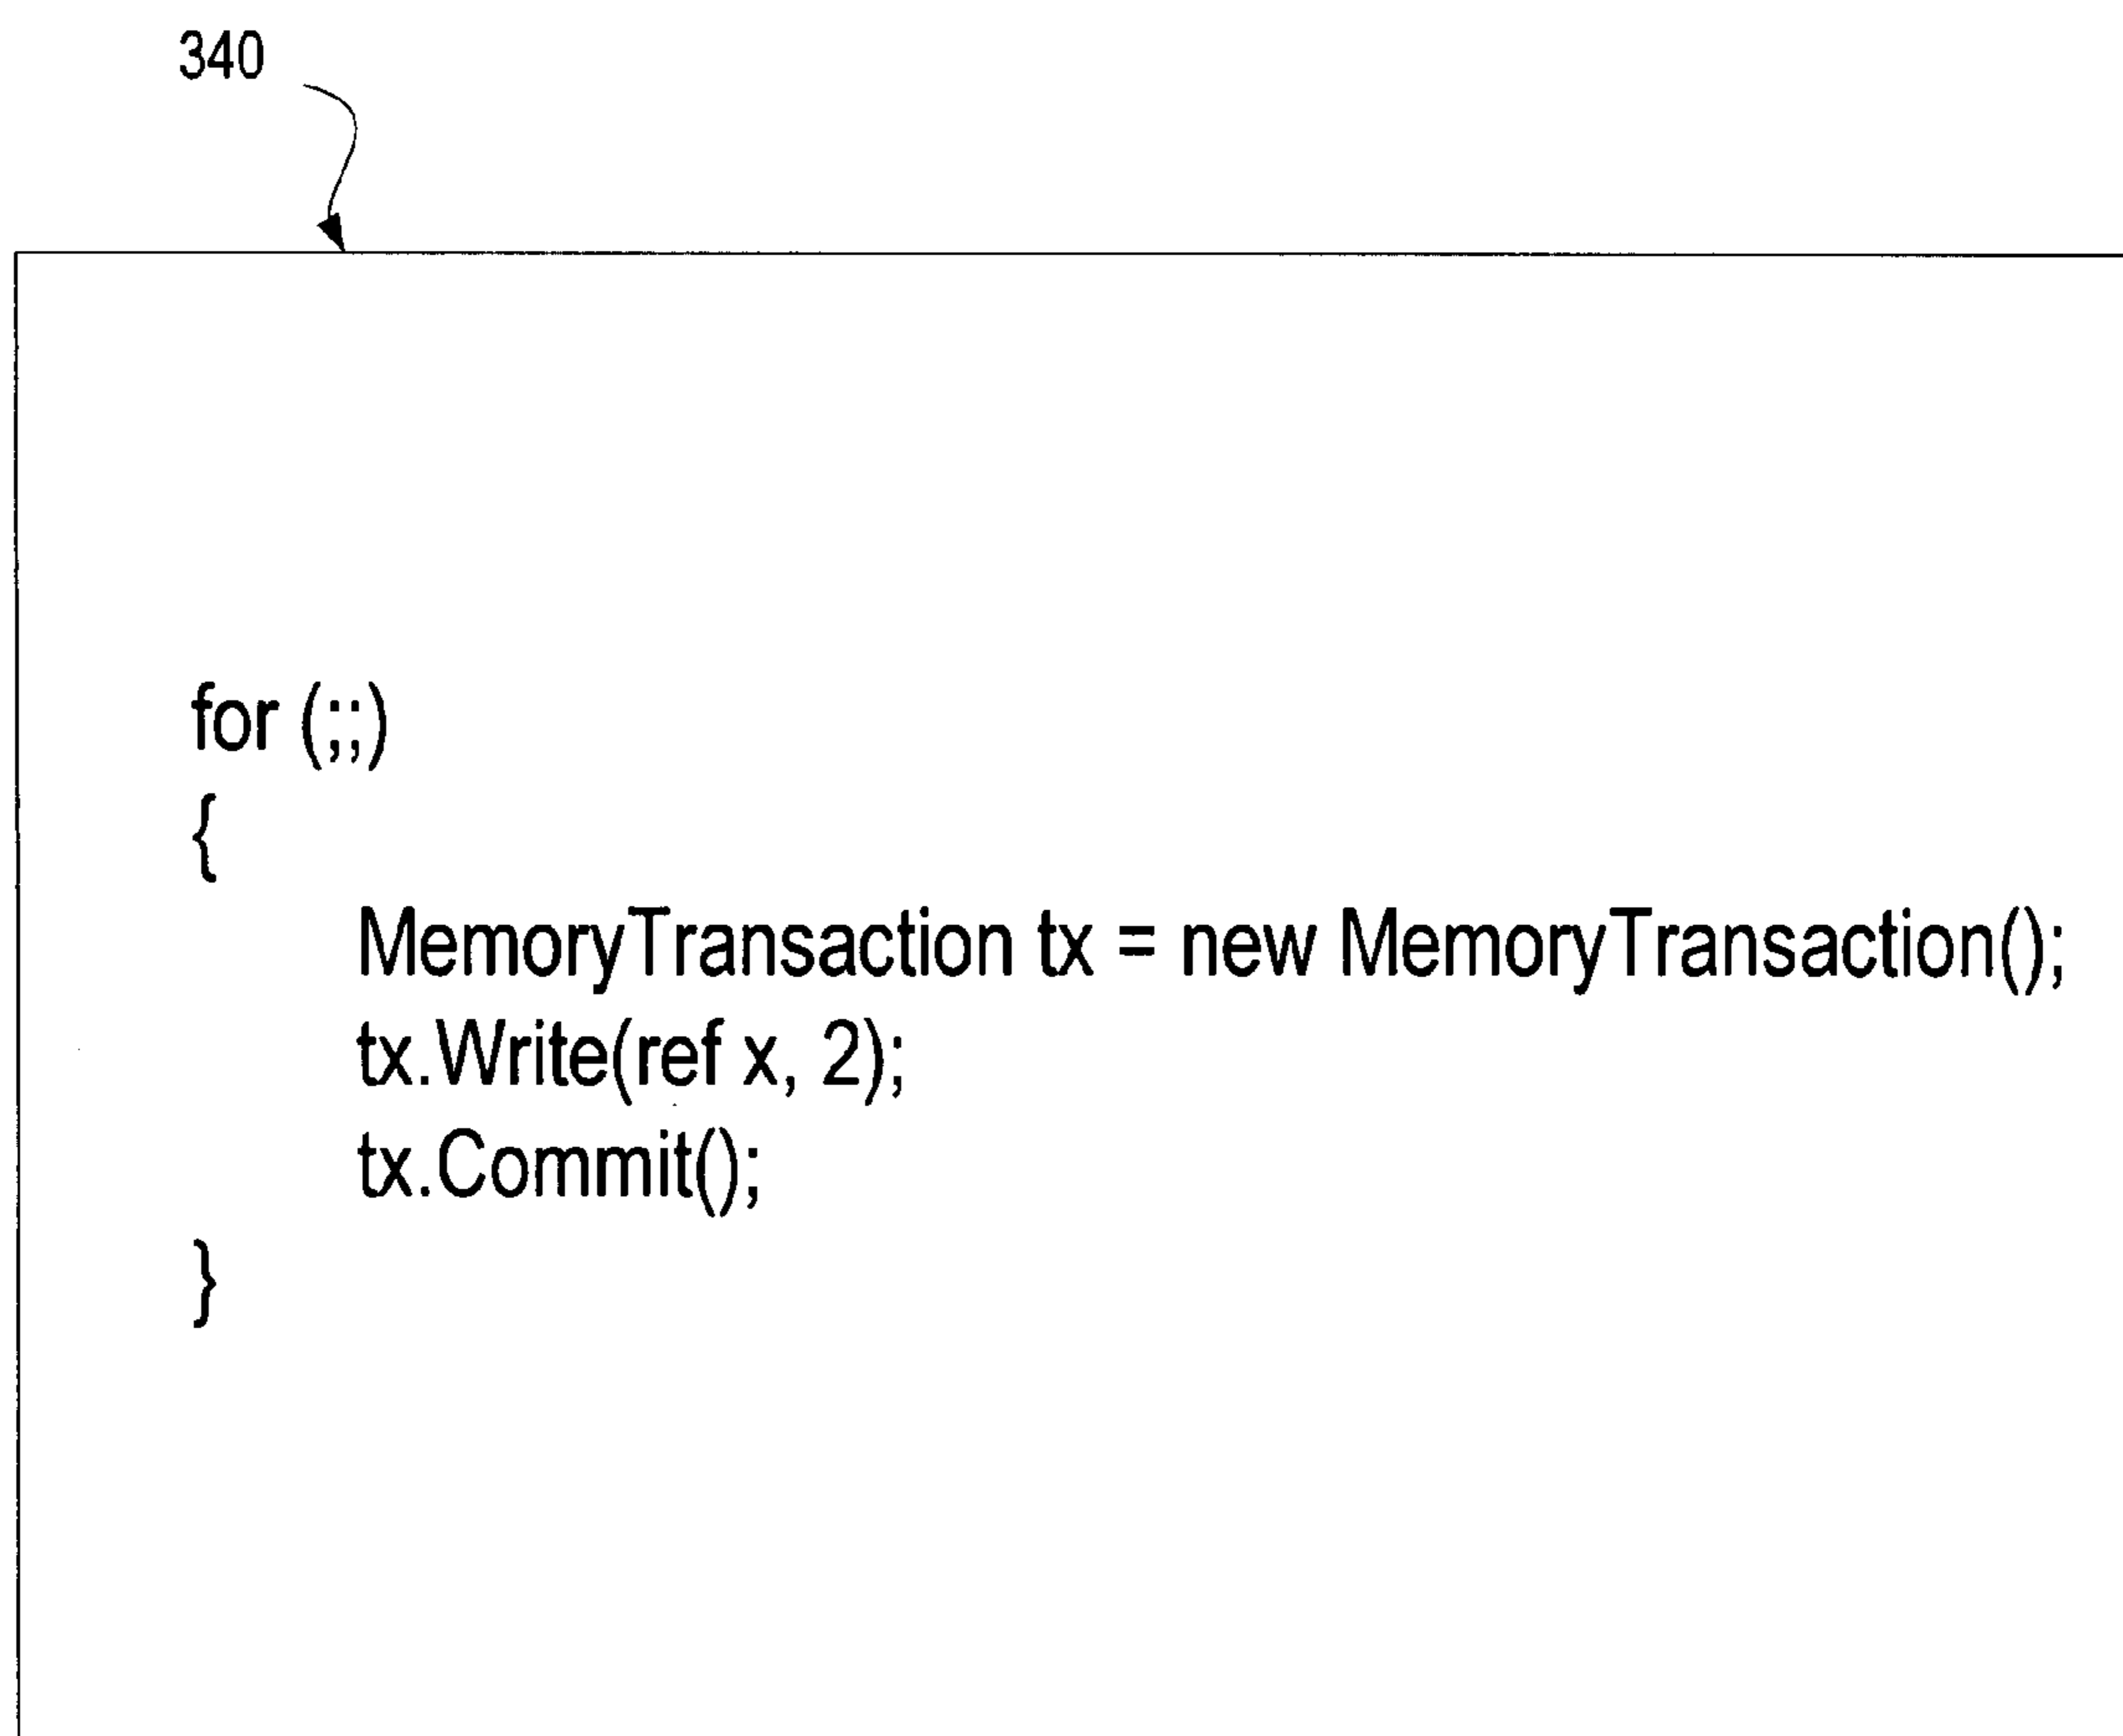 340
for (;;)
{
MemoryTransaction tx = new MemoryTransaction();
tx.Write(ref x, 2);
tx.Commit();
}